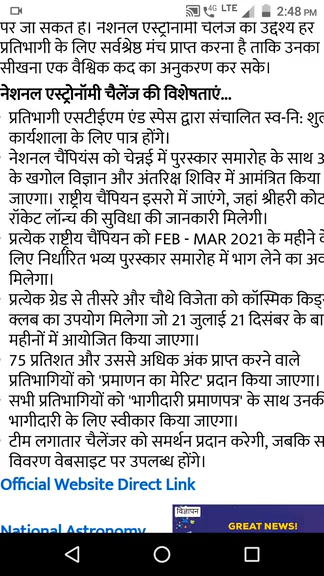 LTE 2:48 PM
पर जा सकते हैं। नेशनल एस्ट्रोनॉमी चैलेंज का उद्देश्य हर
प्रतिभागी के लिए सर्वश्रेष्ठ मंच प्राप्त करना है ताकि उनका
सीखना एक वैश्विक कद का अनुकरण कर सके।
नेशनल एस्ट्रोनॉमी चैलेंज की विशेषताएं...
प्रतिभागी एसटीईएम एंड स्पेस द्वारा संचालित स्व-नि: शु
कार्यशाला के लिए पात्र होंगे।
नेशनल चैंपियंस को चेन्नई में पुरस्कार समारोह के साथ
के खगोल विज्ञान और अंतरिक्ष शिविर में आमंत्रित किया
जाएगा। राष्ट्रीय चैंपियन इसरो में जाएंगे, जहां श्रीहरी कोट
रॉकेट लॉन्च की सुविधा की जानकारी मिलेगी।
प्रत्येक राष्ट्रीय चैंपियन को FEB - MAR 2021 के महीने के
लिए निर्धारित भव्य पुरस्कार समारोह में भाग लेने का अव
मिलेगा।
प्रत्येक ग्रेड से तीसरे और चौथे विजेता को कॉस्मिक किड्
क्लब का उपयोग मिलेगा जो 21 जुलाई 21 दिसंबर के बा
महीनों में आयोजित किया जाएगा।
75 प्रतिशत और उससे अधिक अंक प्राप्त करने वाले
प्रतिभागियों को 'प्रमाणन का मेरिट' प्रदान किया जाएगा।
सभी प्रतिभागियों को 'भागीदारी प्रमाणपत्र' के साथ उनकी
भागीदारी के लिए स्वीकार किया जाएगा।
टीम लगातार चैलेंजर को समर्थन प्रदान करेगी, जबकि स
विवरण वेबसाइट पर उपलब्ध होंगे।
Official Website Direct Link
विज्ञापन
GREAT NEWS!
National Astronomy